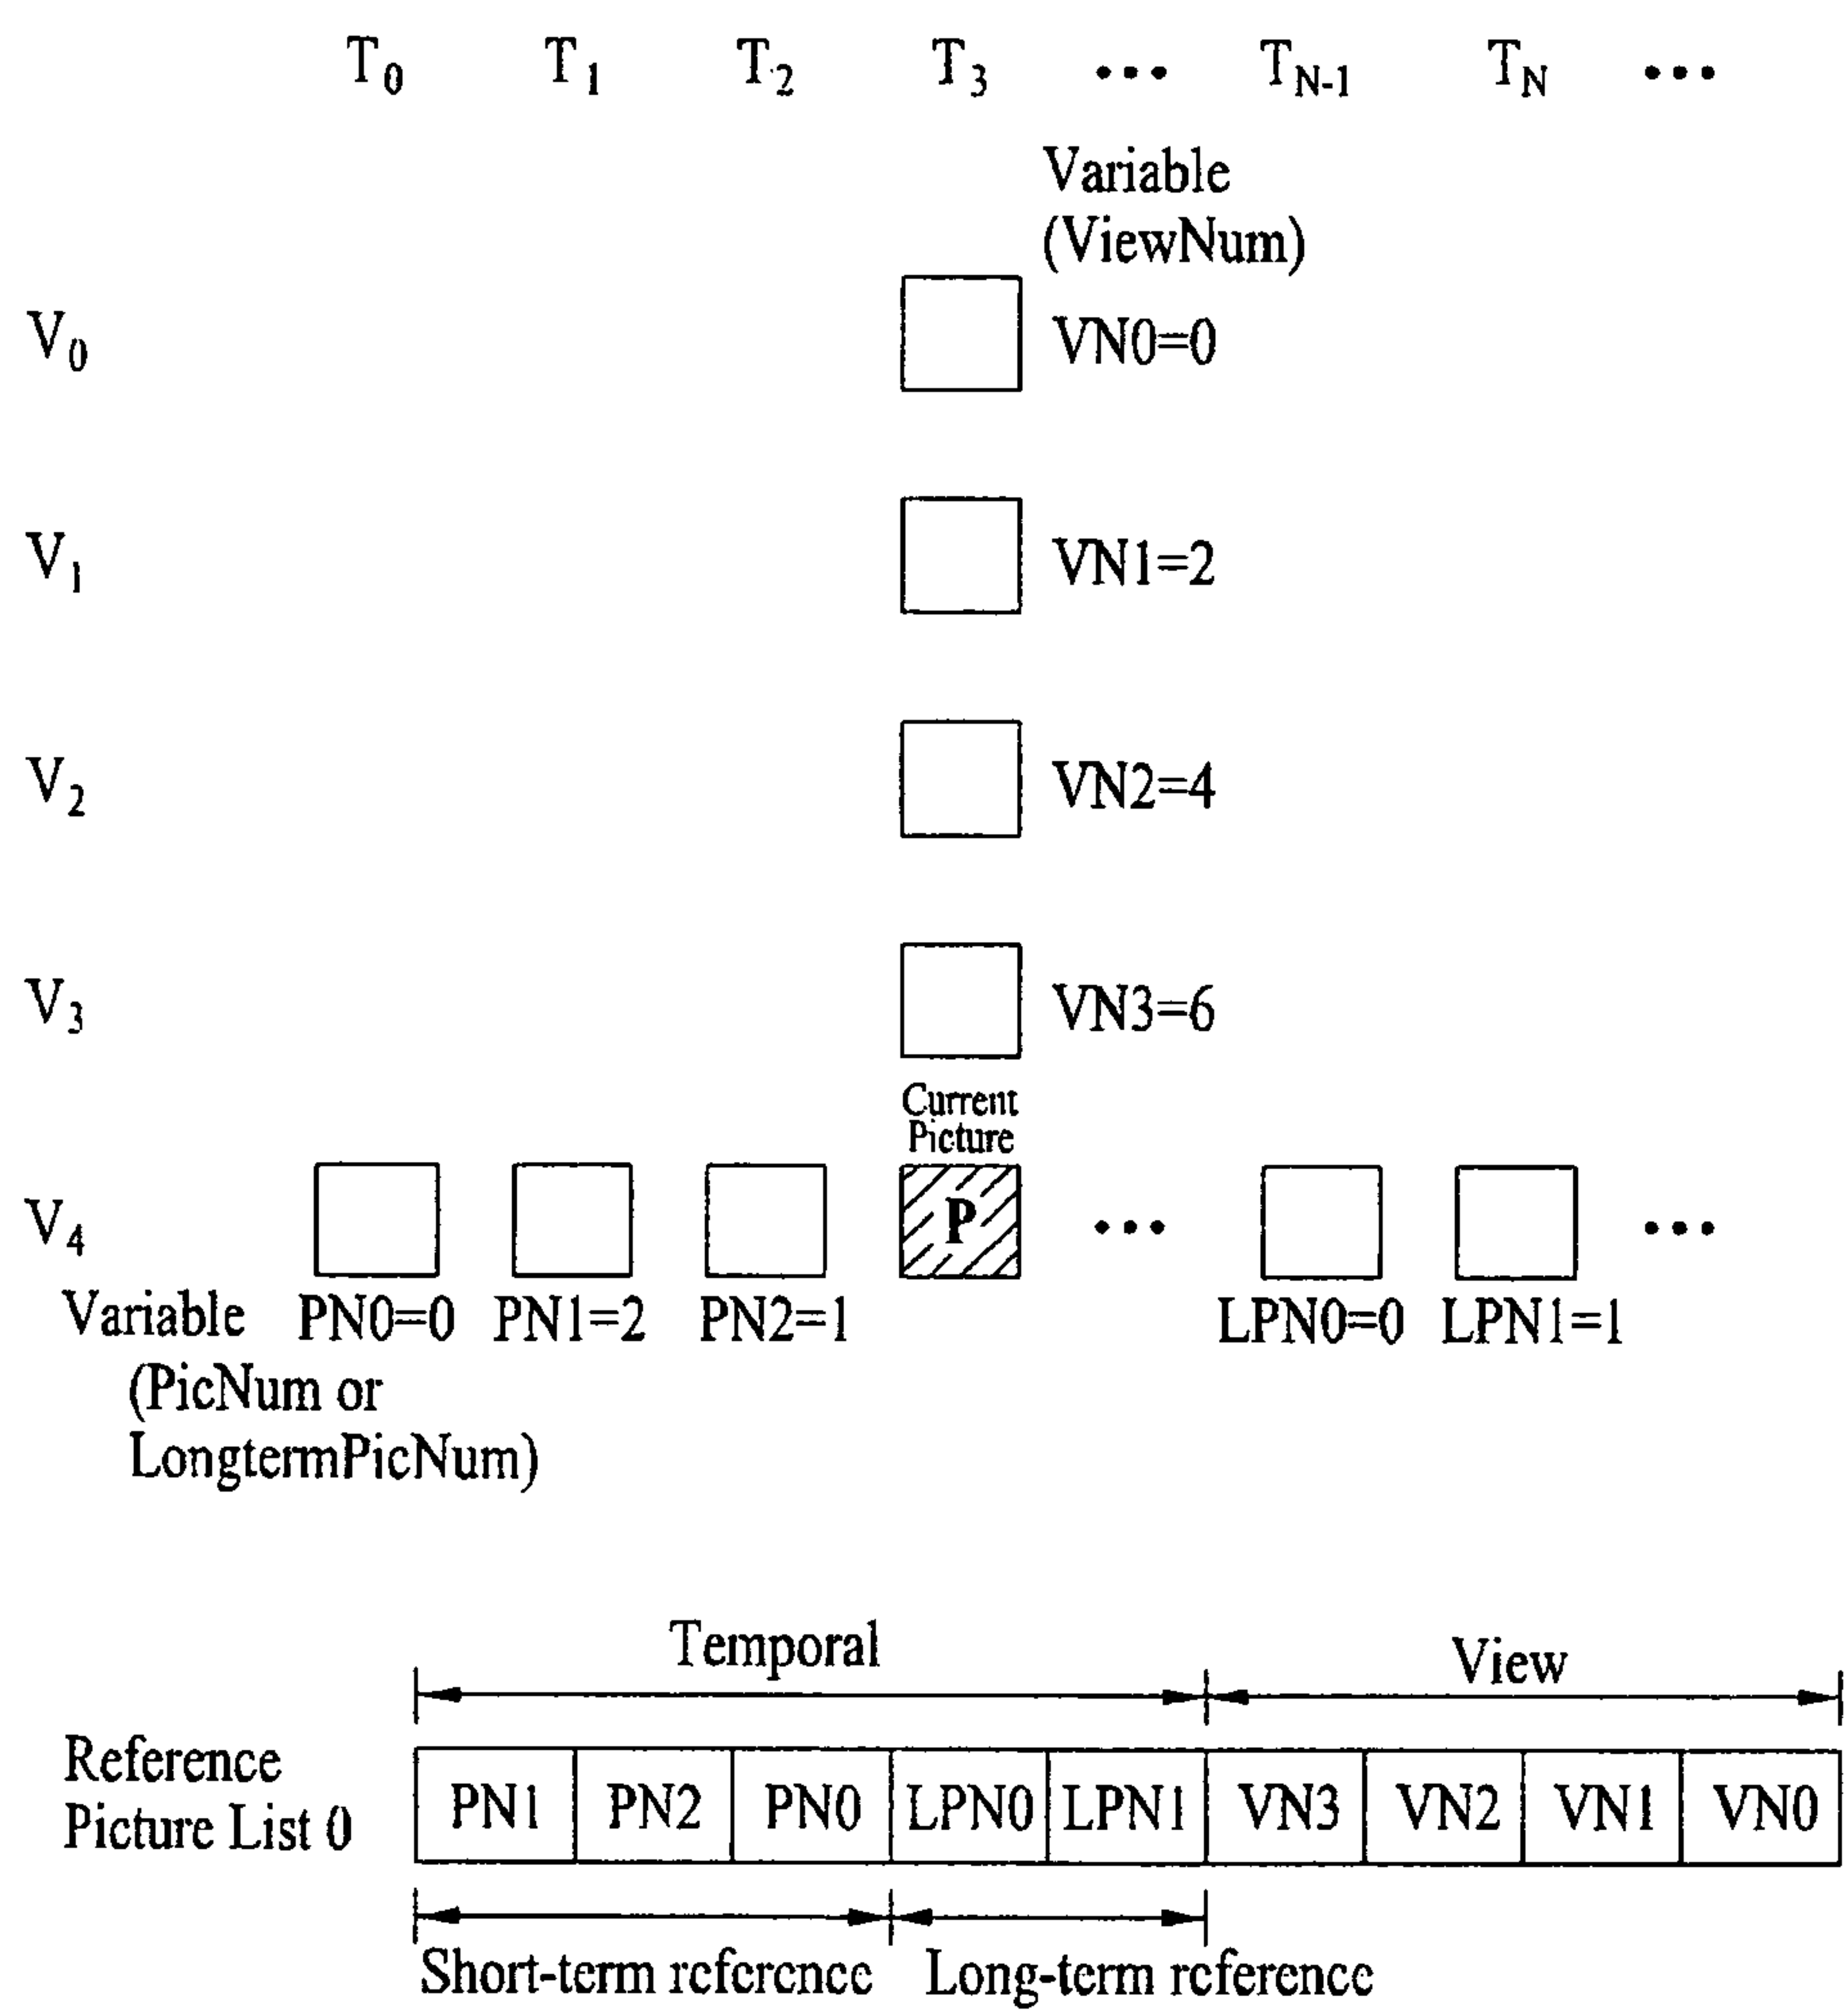 T0 T1 T2 T3 ... TN-1 TN ...
Variable
(ViewNum)
V0 VN0=0
V1 VN1=2
V2 VN2=4
V3 VN3=6
Current
Picture
V4 P ... ...
Variable PN0=0 PN1=2 PN2=1 LPN0=0 LPN1=1
(PicNum or
LongtermPicNum)
Temporal View
Reference
Picture List 0
PN1 PN2 PN0 LPN0 LPN1 VN3 VN2 VN1 VN0
Short-term reference Long-term reference